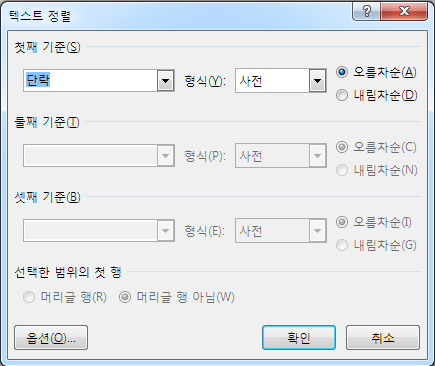 텍스트 정렬
첫째 기준(S)
단락 형식(Y): 사전 오름차순(A)
내림차순(D)
둘째 기준(T)
형식(P): 사전 오름차순(C)
내림차순(N)
셋째 기준(B)
형식(E): 사전 오름차순(I)
내림차순(G)
선택한 범위의 첫 행
머리글 행(R) 머리글 행 아님(W)
옵션(O)... 확인 취소